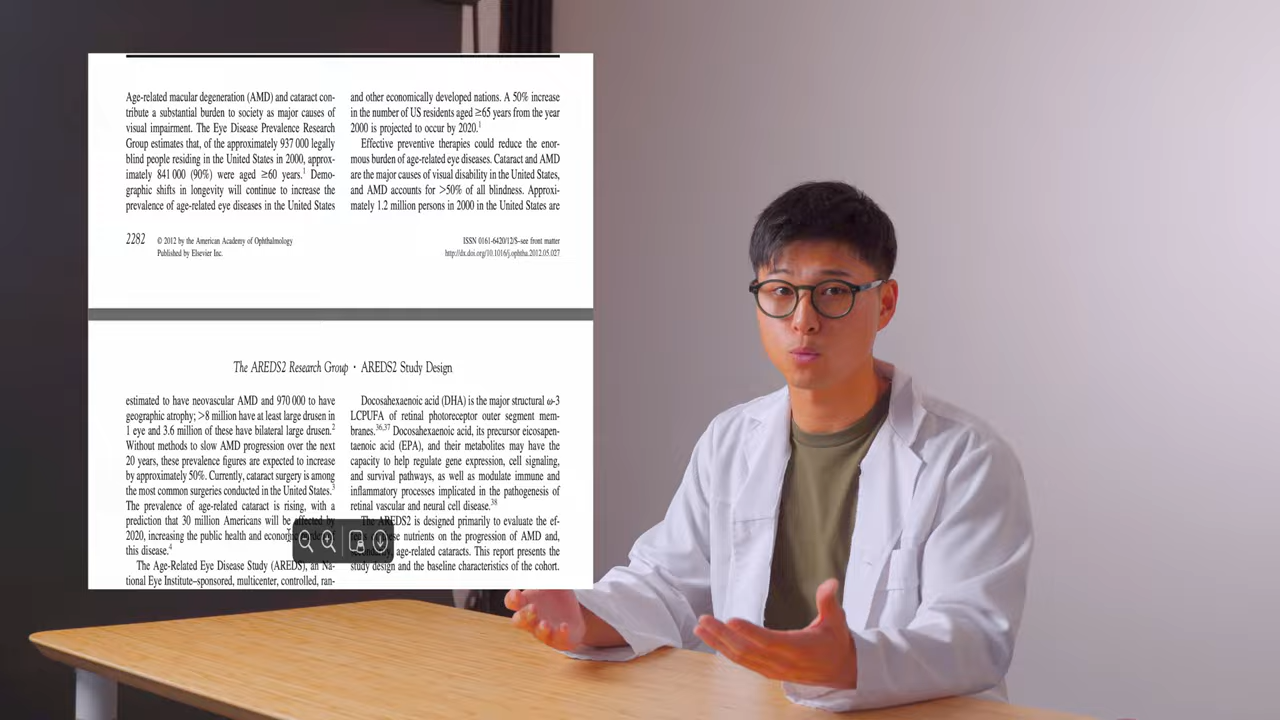 Age-related macular degeneration (AMD) and cataract con-
tribute a substantial burden to society as major causes of
visual impairment. The Eye Disease Prevalence Research
Group estimates that, of the approximately 937 000 legally
blind people residing in the United States in 2000, approx-
imately 841 000 (90%) were aged ≥60 years.1 Demo-
graphic shifts in longevity will continue to increase the
prevalence of age-related eye diseases in the United States
and other economically developed nations. A 50% increase
in the number of US residents aged ≥65 years from the year
2000 is projected to occur by 2020.1
Effective preventive therapies could reduce the enor-
mous burden of age-related eye diseases. Cataract and AMD
are the major causes of visual disability in the United States,
and AMD accounts for >50% of all blindness. Approxi-
mately 1.2 million persons in 2000 in the United States are
2282 © 2012 by the American Academy of Ophthalmology
Published by Elsevier Inc.
ISSN 0161-6420/12/$–see front matter
http://dx.doi.org/10.1016/j.ophtha.2012.05.027
The AREDS2 Research Group · AREDS2 Study Design
estimated to have neovascular AMD and 970 000 to have
geographic atrophy; >8 million have at least large drusen in
1 eye and 3.6 million of these have bilateral large drusen.2
Without methods to slow AMD progression over the next
20 years, these prevalence figures are expected to increase
by approximately 50%. Currently, cataract surgery is among
the most common surgeries conducted in the United States.3
The prevalence of age-related cataract is rising, with a
prediction that 30 million Americans will be affected by
2020, increasing the public health and economic
this disease.4
The Age-Related Eye Disease Study (AREDS), an Na-
tional Eye Institute–sponsored, multicenter, controlled, ran-
Docosahexaenoic acid (DHA) is the major structural ω-3
LCPUFA of retinal photoreceptor outer segment mem-
branes.36,37 Docosahexaenoic acid, its precursor eicosapen-
taenoic acid (EPA), and their metabolites may have the
capacity to help regulate gene expression, cell signaling,
and survival pathways, as well as modulate immune and
inflammatory processes implicated in the pathogenesis of
retinal vascular and neural cell disease.38
The AREDS2 is designed primarily to evaluate the ef-
nutrients on the progression of AMD and,
age-related cataracts. This report presents the
study design and the baseline characteristics of the cohort.